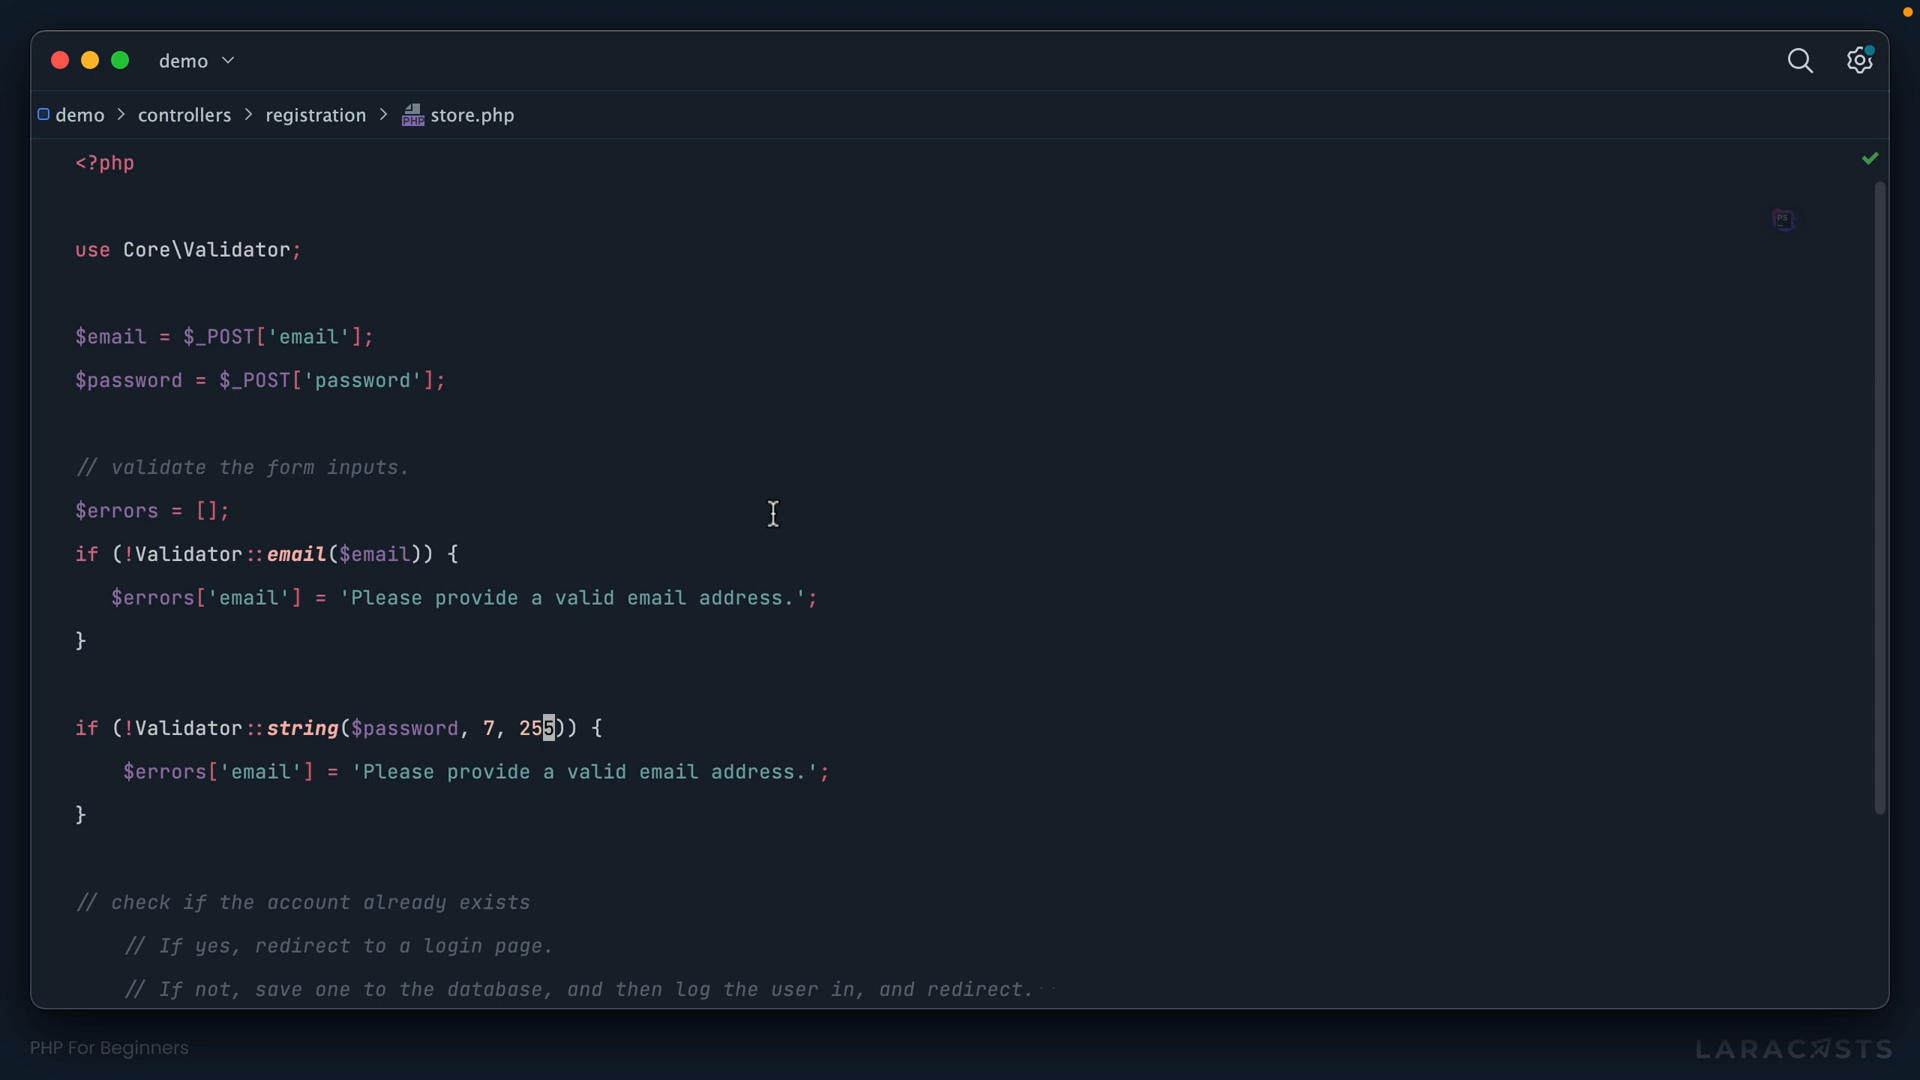 demo
demo > controllers > registration > store.php
<?php
PS
use Core\Validator;
$email = $_POST['email'];
$password = $_POST['password'];
// validate the form inputs.
$errors = [];
if (!Validator::email($email)) {
   $errors['email'] = 'Please provide a valid email address.';
}
if (!Validator::string($password, 7, 255)) {
    $errors['email'] = 'Please provide a valid email address.';
}
// check if the account already exists
    // If yes, redirect to a login page.
    // If not, save one to the database, and then log the user in, and redirect.
PHP For Beginners
LARACASTS